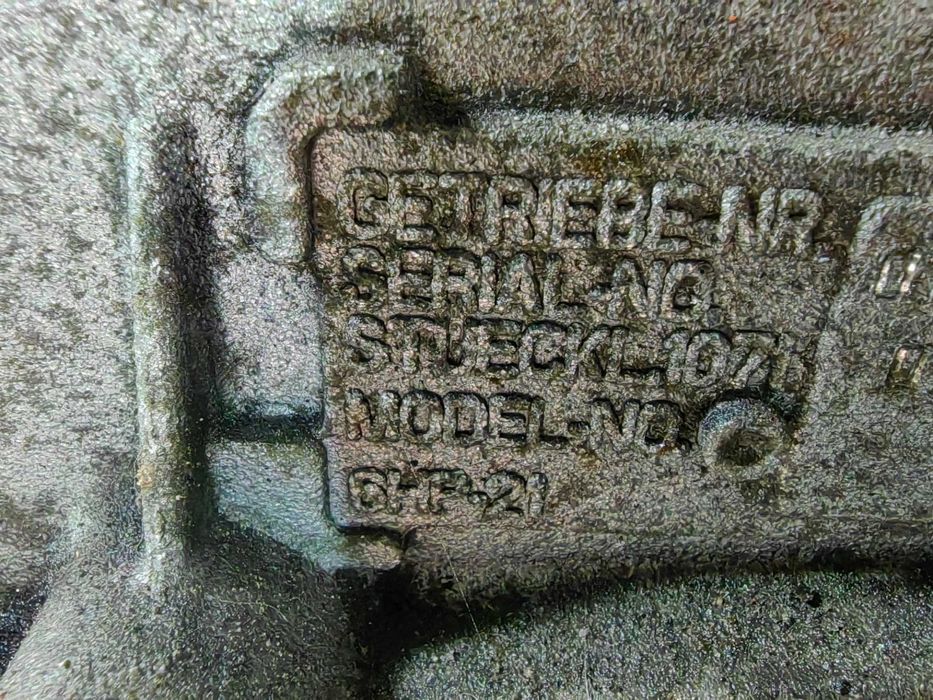 GETRIEBE-NR.
SERIAL-NO.
STUECKL.1071
MODEL-NO.
6HP-21